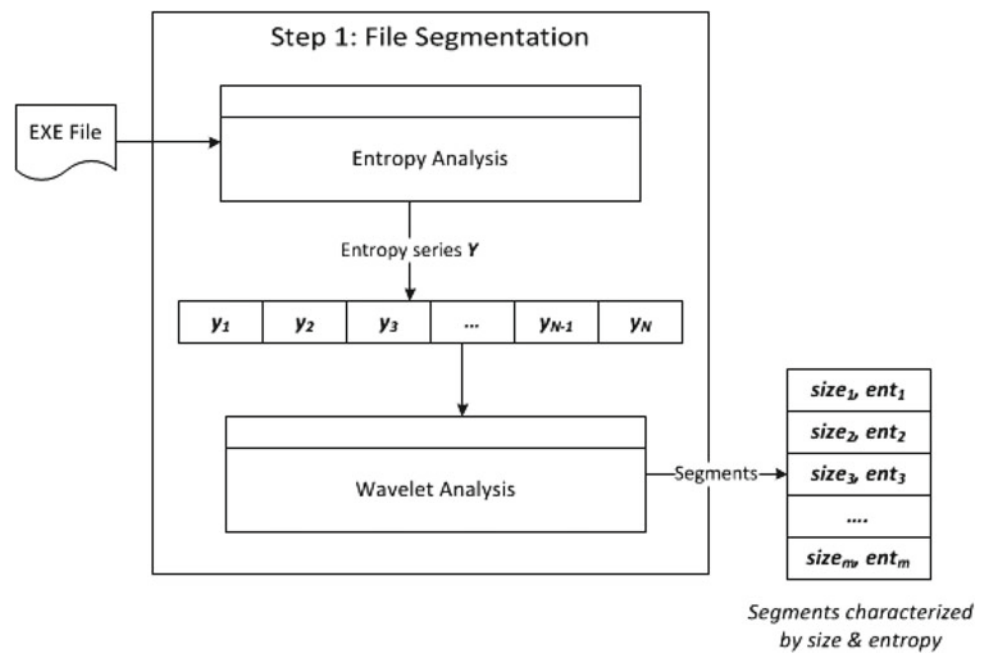 Step 1: File Segmentation
EXE File
Entropy Analysis
Entropy series Y
y1 y2 y3 ... yN-1 yN
Wavelet Analysis
Segments
size1, ent1
size2, ent2
size3, ent3
....
sizem, entm
Segments characterized
by size & entropy